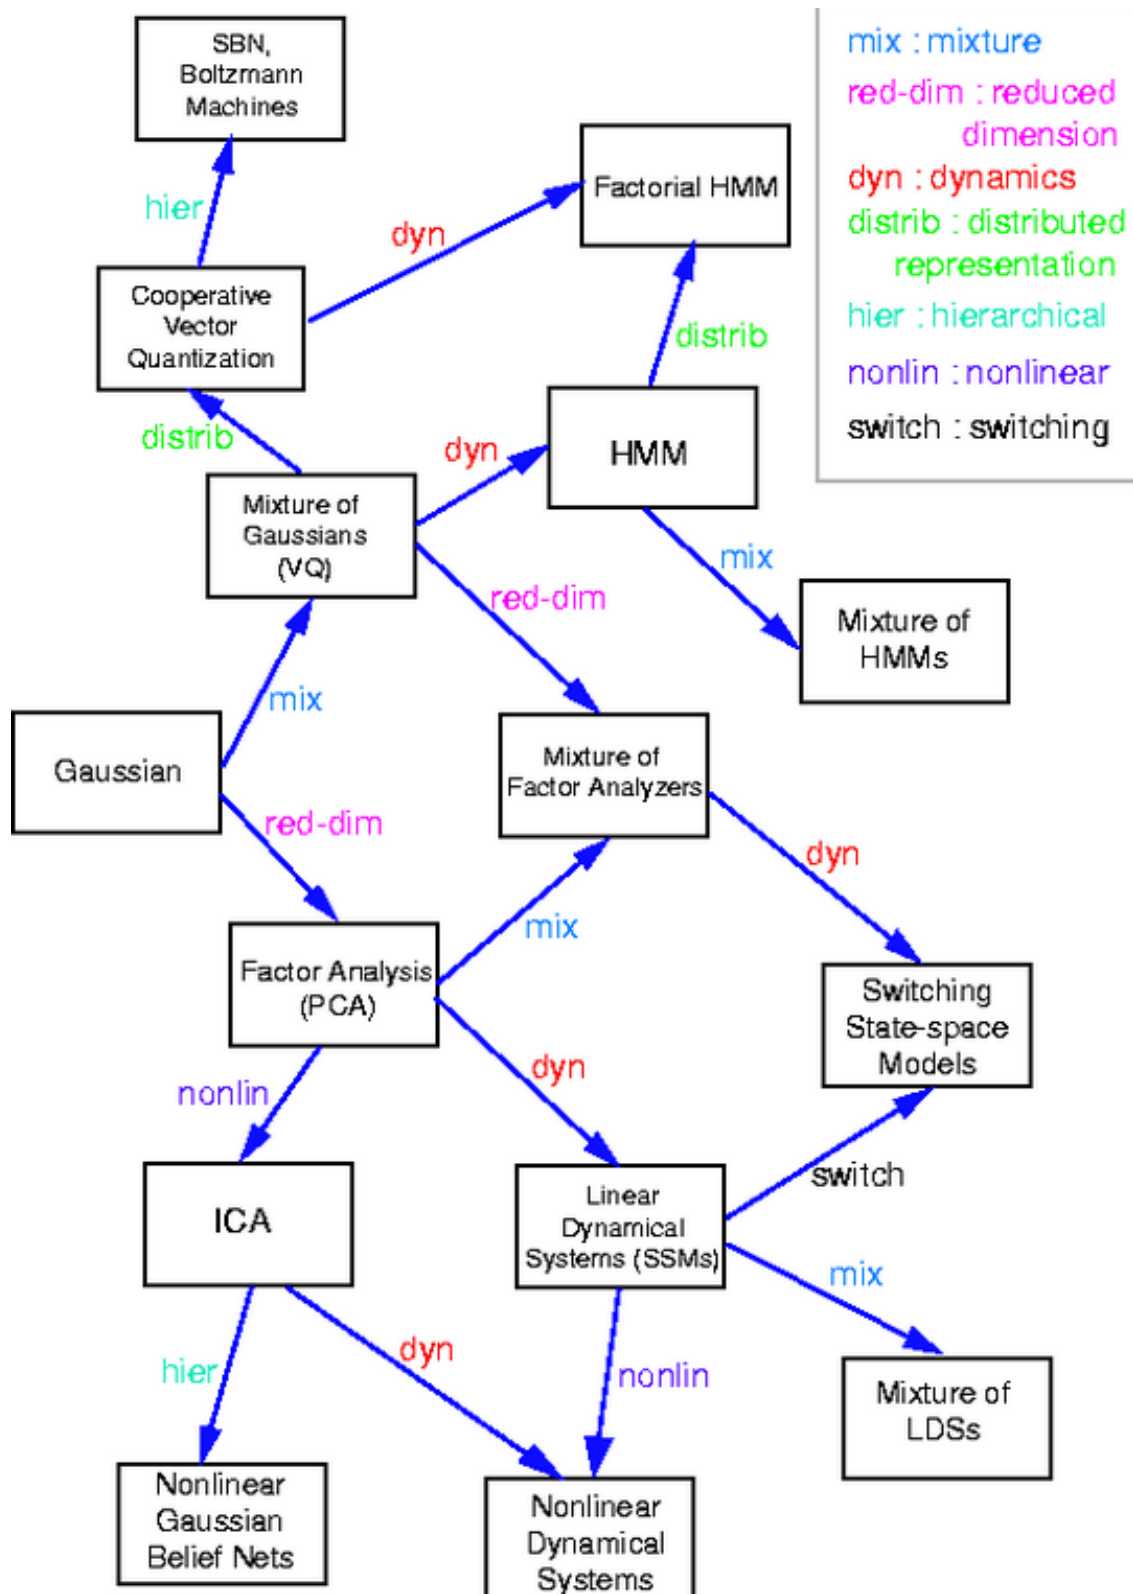 SBN,
Boltzmann
Machines
mix : mixture
red-dim : reduced
dimension
dyn : dynamics
distrib : distributed
representation
hier : hierarchical
nonlin : nonlinear
switch : switching
hier
dyn
Factorial HMM
Cooperative
Vector
Quantization
distrib
distrib
dyn
HMM
Mixture of
Gaussians
(VQ)
mix
red-dim
Mixture of
HMMs
mix
Gaussian
Mixture of
Factor Analyzers
red-dim
dyn
mix
Factor Analysis
(PCA)
Switching
State-space
Models
nonlin
dyn
switch
ICA
Linear
Dynamical
Systems (SSMs)
mix
hier
dyn
nonlin
Mixture of
LDSs
Nonlinear
Gaussian
Belief Nets
Nonlinear
Dynamical
Systems